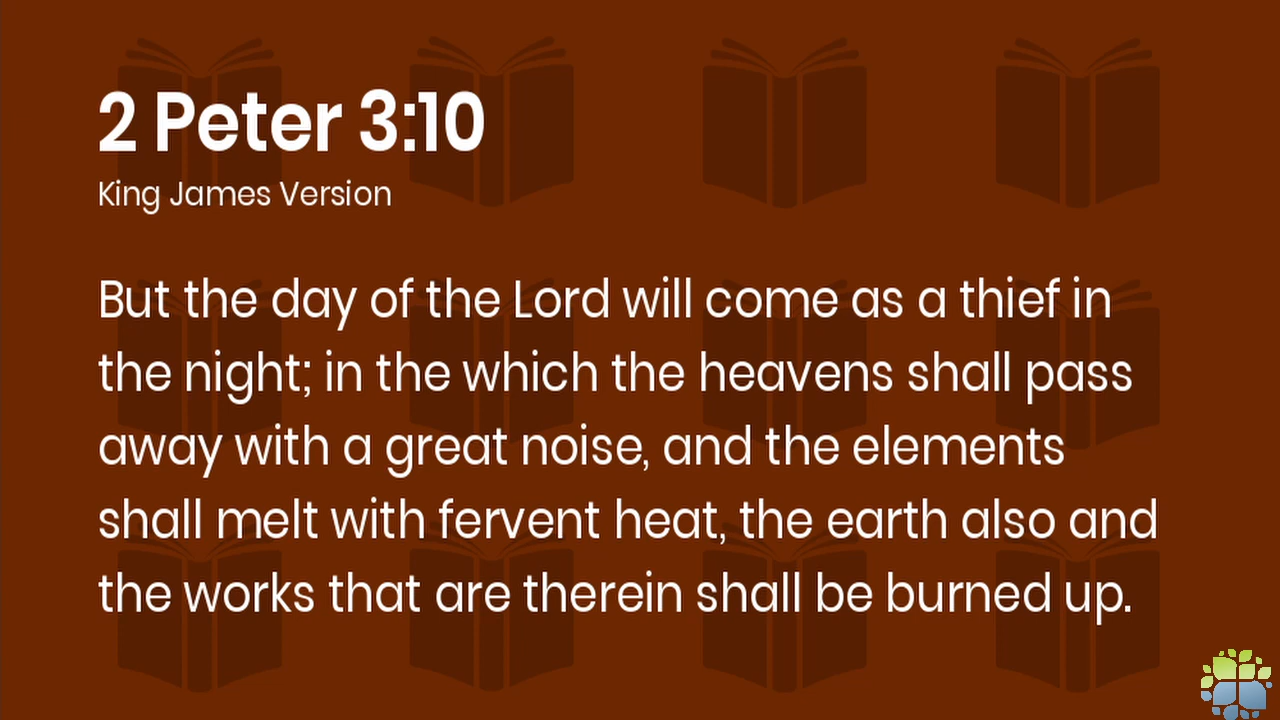 2 Peter 3:10
King James Version
But the day of the Lord will come as a thief in
the night; in the which the heavens shall pass
away with a great noise, and the elements
shall melt with fervent heat, the earth also and
the works that are therein shall be burned up.